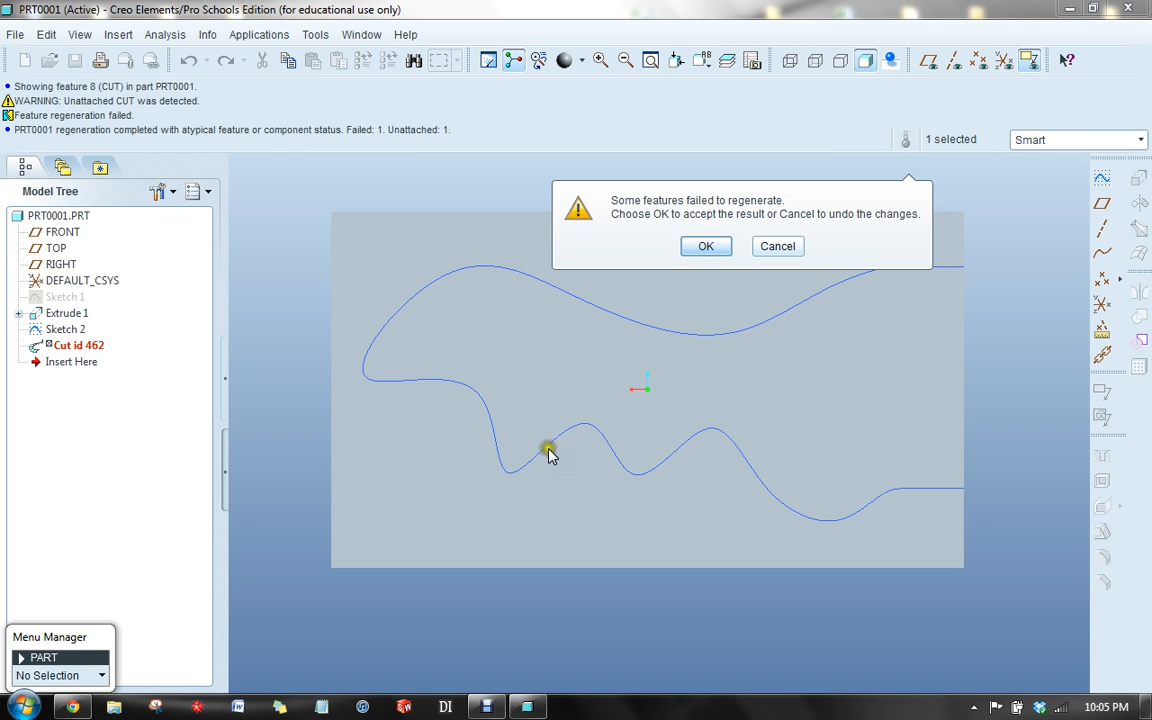 PRT0001 (Active) - Creo Elements/Pro Schools Edition (for educational use only)
File Edit View Insert Analysis Info Applications Tools Window Help
Showing feature 8 (CUT) in part PRT0001.
WARNING: Unattached CUT was detected.
Feature regeneration failed.
PRT0001 regeneration completed with atypical feature or component status. Failed: 1. Unattached: 1.
1 selected
Smart
Model Tree
PRT0001.PRT
FRONT
TOP
RIGHT
DEFAULT_CSYS
Sketch 1
Extrude 1
Sketch 2
Cut id 462
Insert Here
Some features failed to regenerate.
Choose OK to accept the result or Cancel to undo the changes.
OK Cancel
Menu Manager
PART
No Selection
DI
10:05 PM